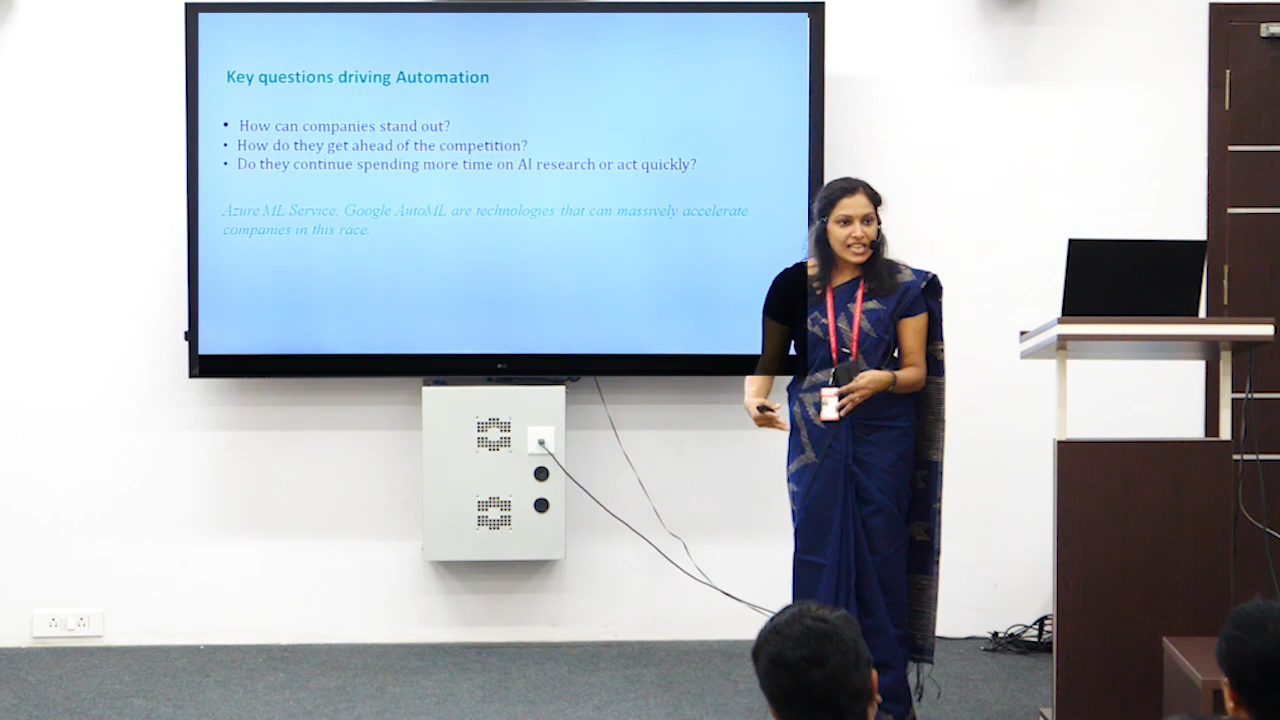 Key questions driving Automation
• How can companies stand out?
• How do they get ahead of the competition?
• Do they continue spending more time on AI research or act quickly?
Azure ML Service, Google AutoML are technologies that can massively accelerate
companies in this race.
LG